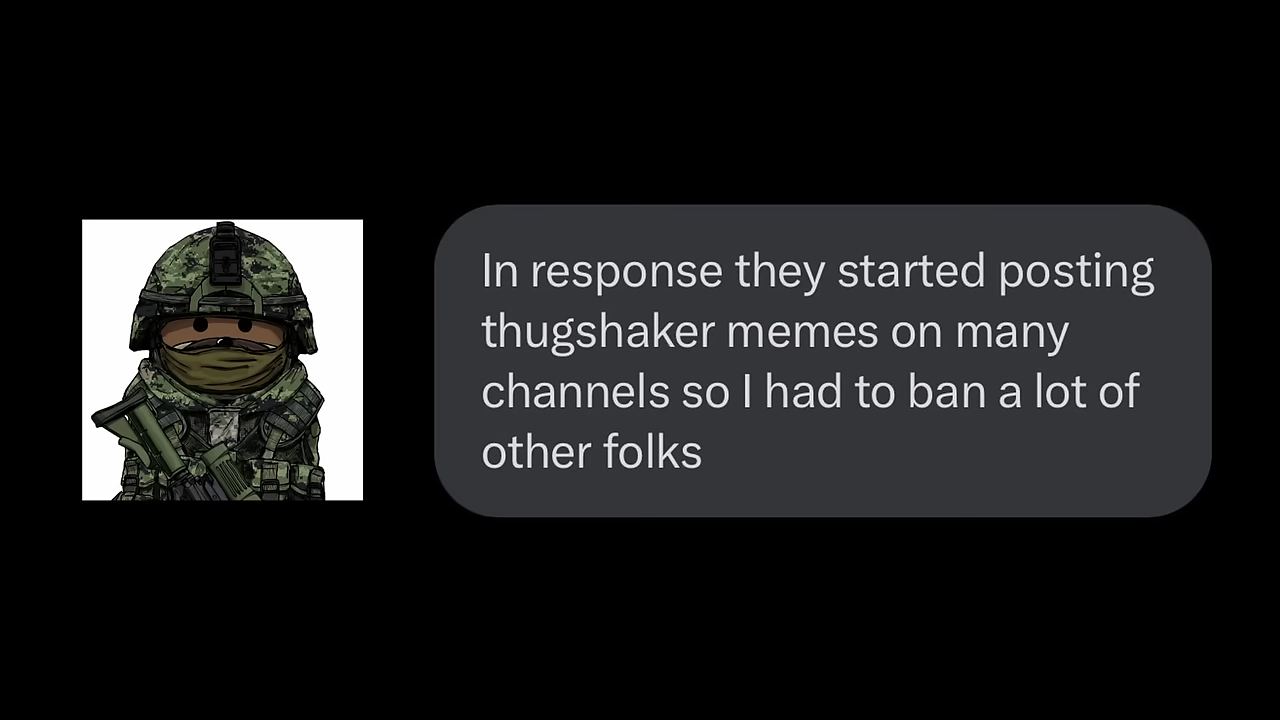 In response they started posting
thugshaker memes on many
channels so I had to ban a lot of
other folks